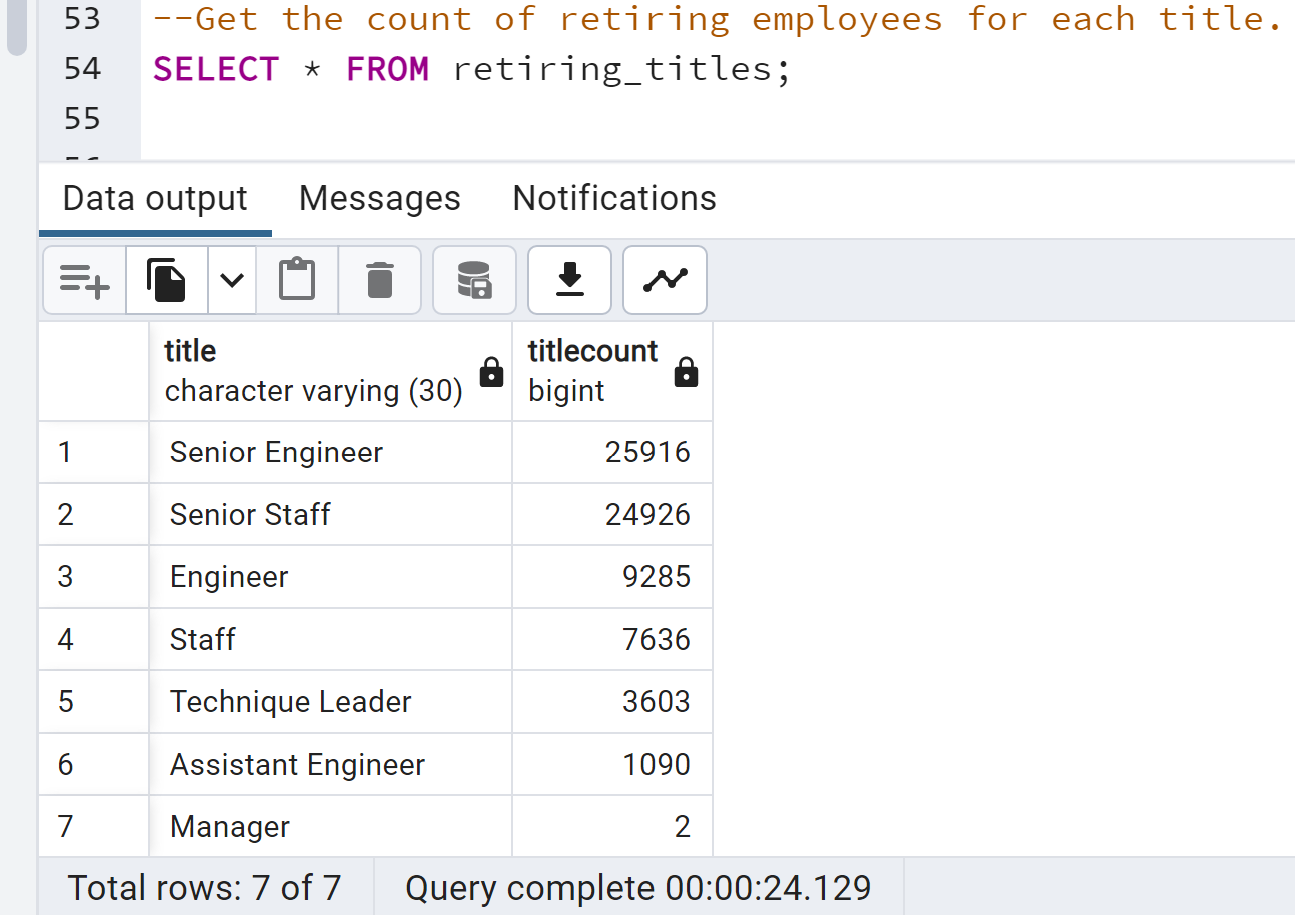 53 --Get the count of retiring employees for each title.
54 SELECT * FROM retiring_titles;
55
Data output Messages Notifications
title titlecount
character varying (30) bigint
1 Senior Engineer 25916
2 Senior Staff 24926
3 Engineer 9285
4 Staff 7636
5 Technique Leader 3603
6 Assistant Engineer 1090
7 Manager 2
Total rows: 7 of 7 Query complete 00:00:24.129